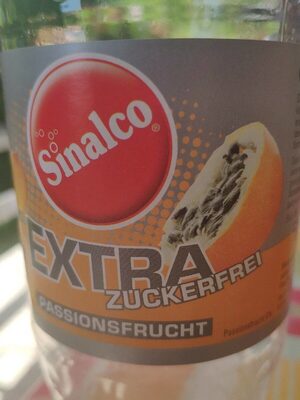 Sinalco®
EXTRA
ZUCKERFREI
PASSIONSFRUCHT